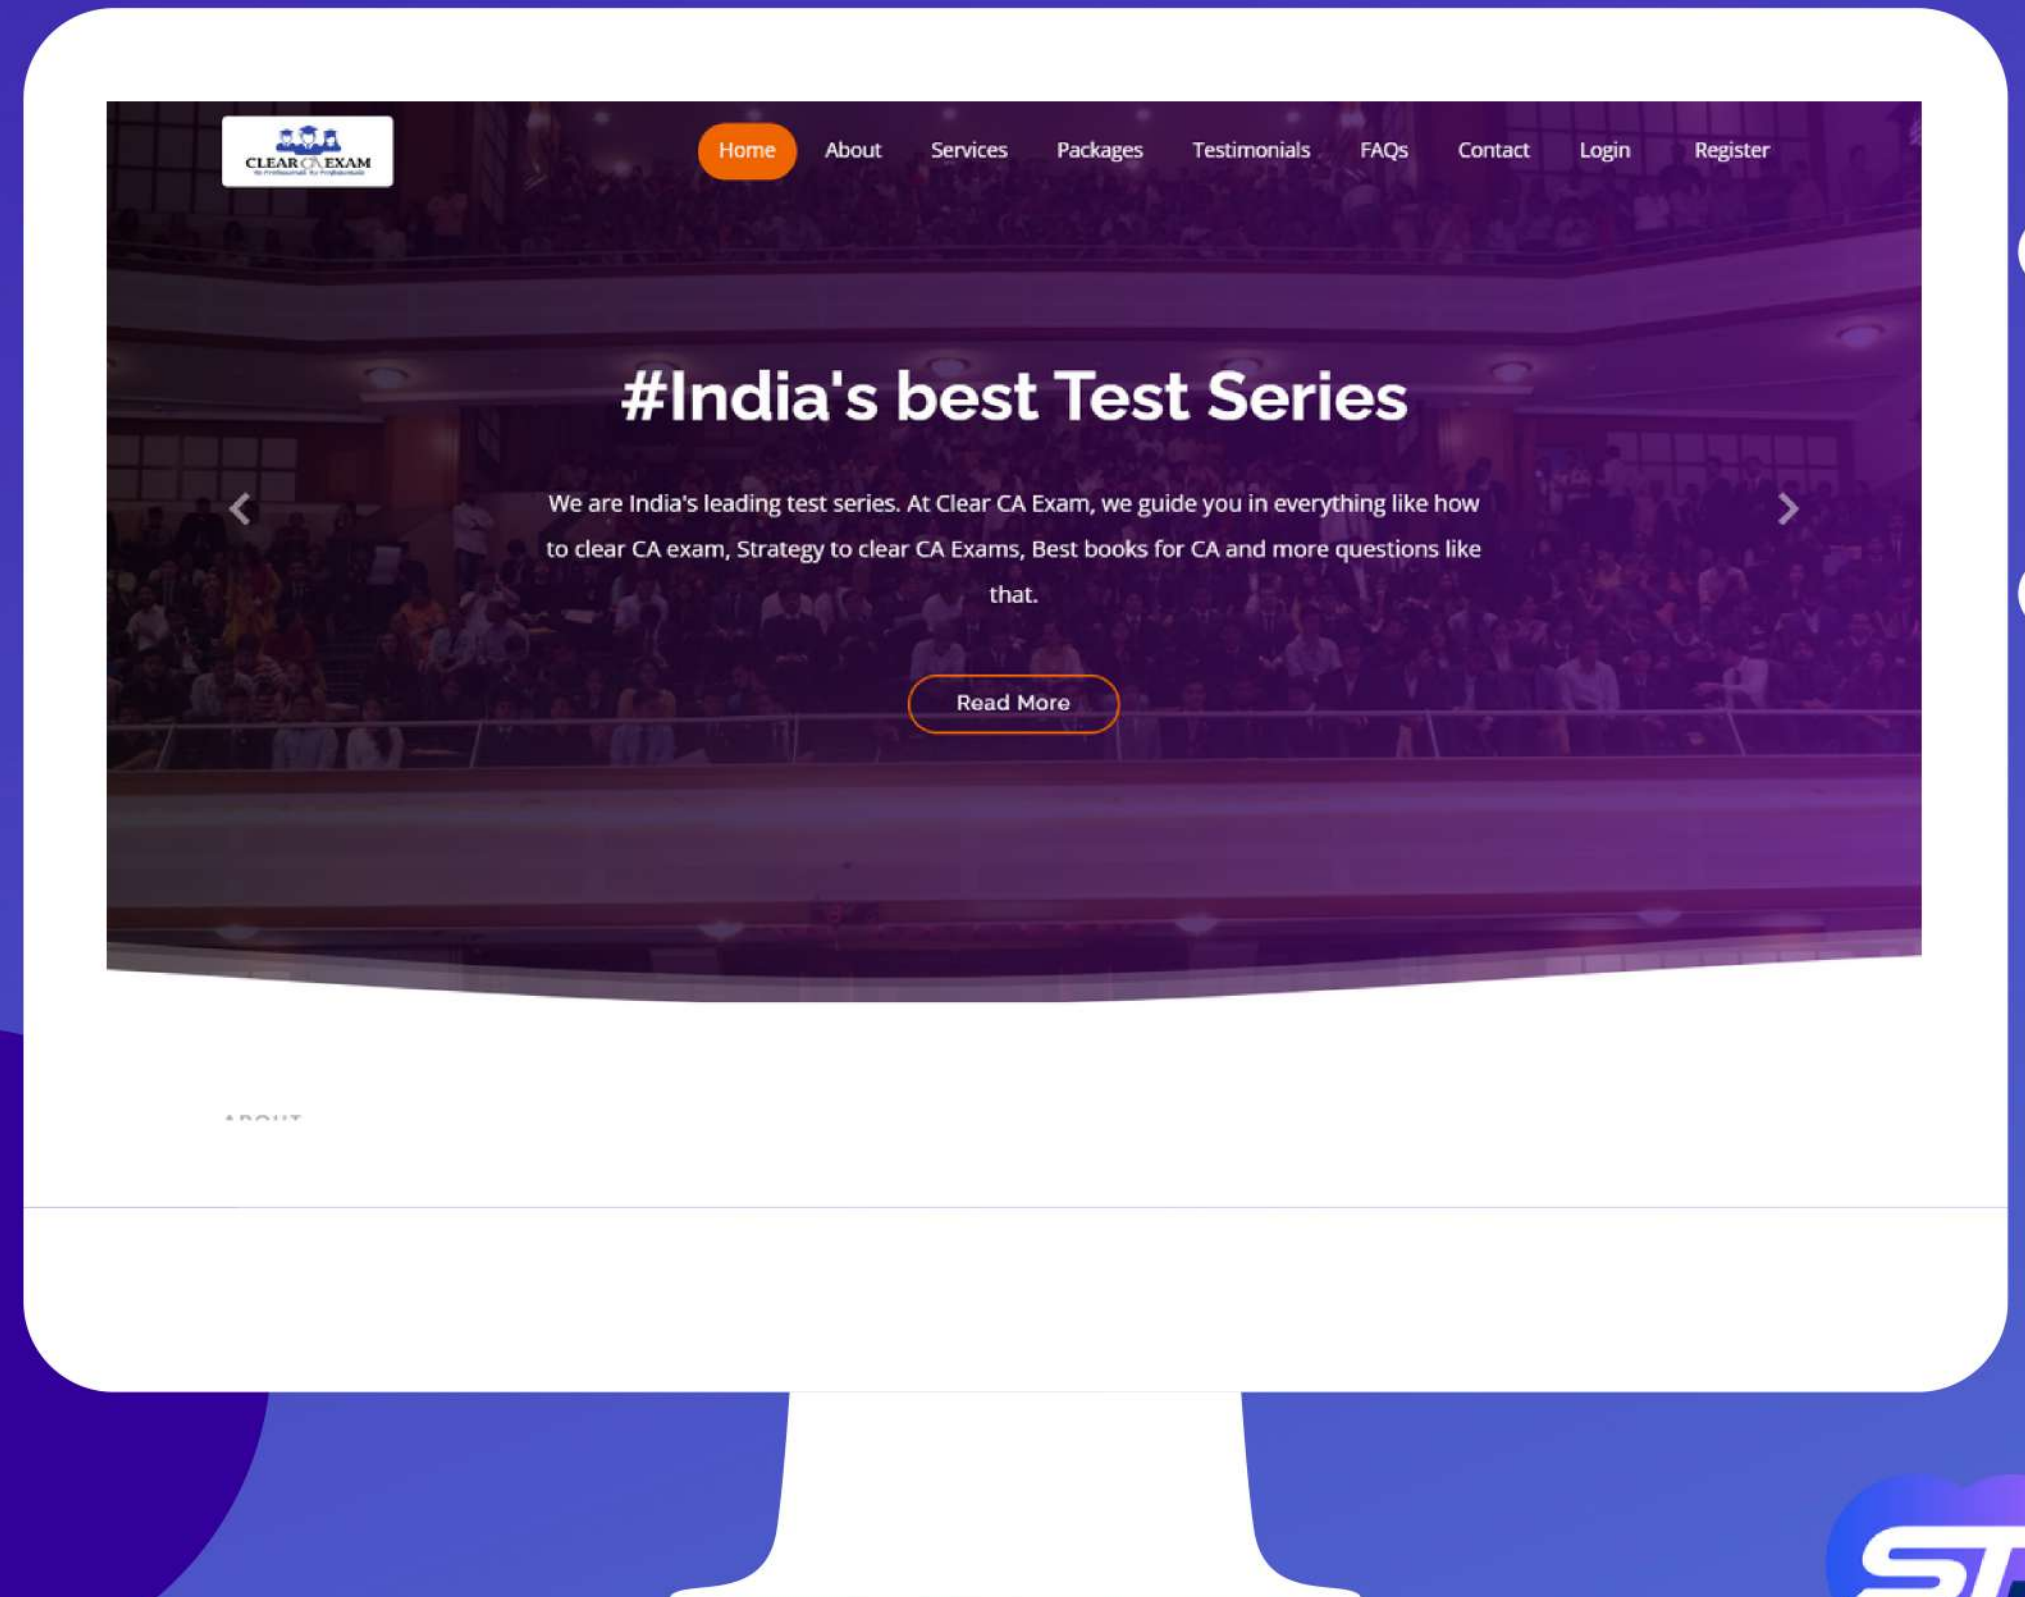 CLEAR CA EXAM
Home About Services Packages Testimonials FAQs Contact Login Register
#India's best Test Series
We are India's leading test series. At Clear CA Exam, we guide you in everything like how
to clear CA exam, Strategy to clear CA Exams, Best books for CA and more questions like
that.
Read More
ABOUT
ST